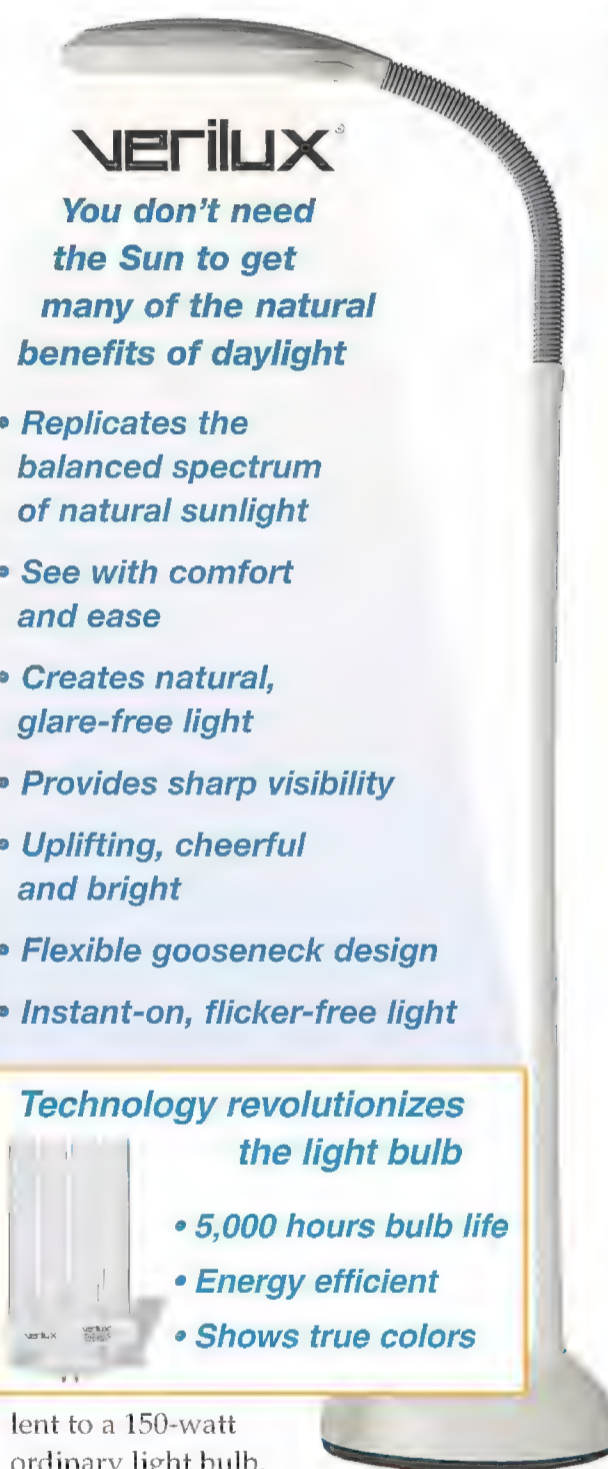 verilux®
You don't need
the Sun to get
many of the natural
benefits of daylight
• Replicates the
balanced spectrum
of natural sunlight
• See with comfort
and ease
• Creates natural,
glare-free light
• Provides sharp visibility
• Uplifting, cheerful
and bright
• Flexible gooseneck design
• Instant-on, flicker-free light
Technology revolutionizes
the light bulb
• 5,000 hours bulb life
• Energy efficient
• Shows true colors
verilux verilux
lent to a 150-watt
ordinary light bulb.